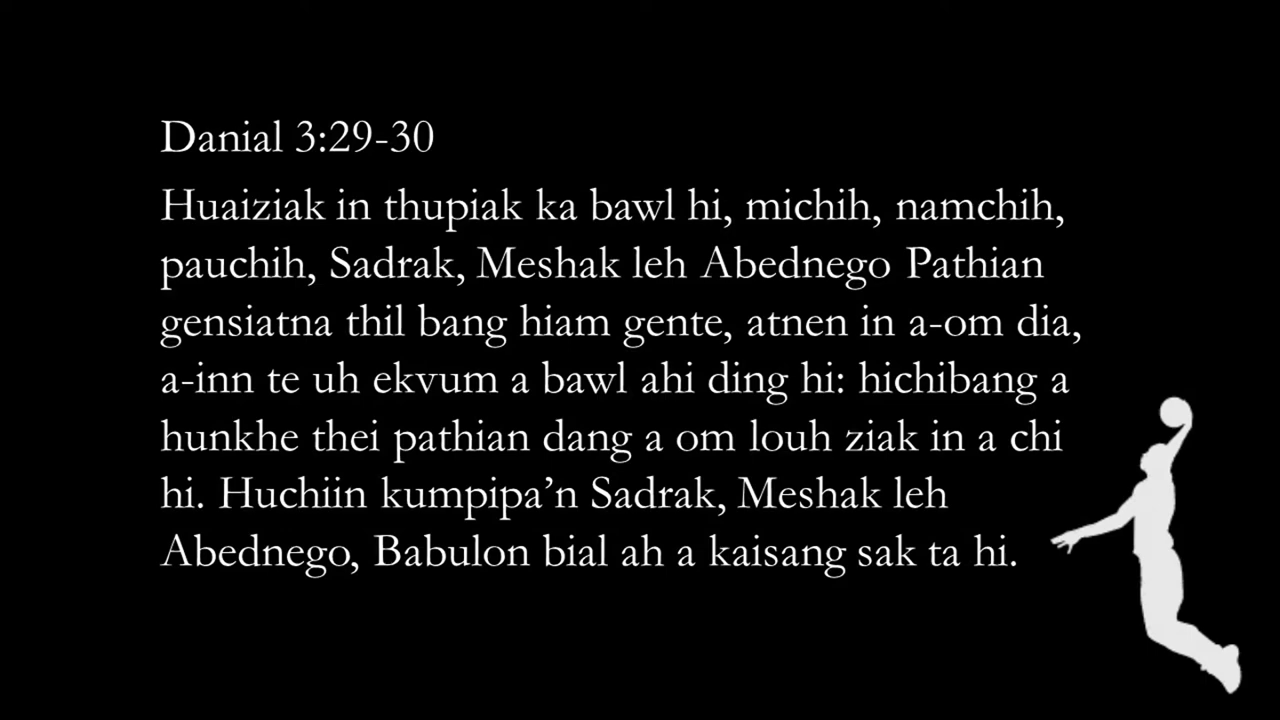 Danial 3:29-30
Huaiziak in thupiak ka bawl hi, michih, namchih,
pauchih, Sadrak, Meshak leh Abednego Pathian
gensiatna thil bang hiam gente, atnen in a-om dia,
a-inn te uh ekvum a bawl ahi ding hi: hichibang a
hunkhe thei pathian dang a om louh ziak in a chi
hi. Huchiin kumpipa’n Sadrak, Meshak leh
Abednego, Babulon bial ah a kaisang sak ta hi.